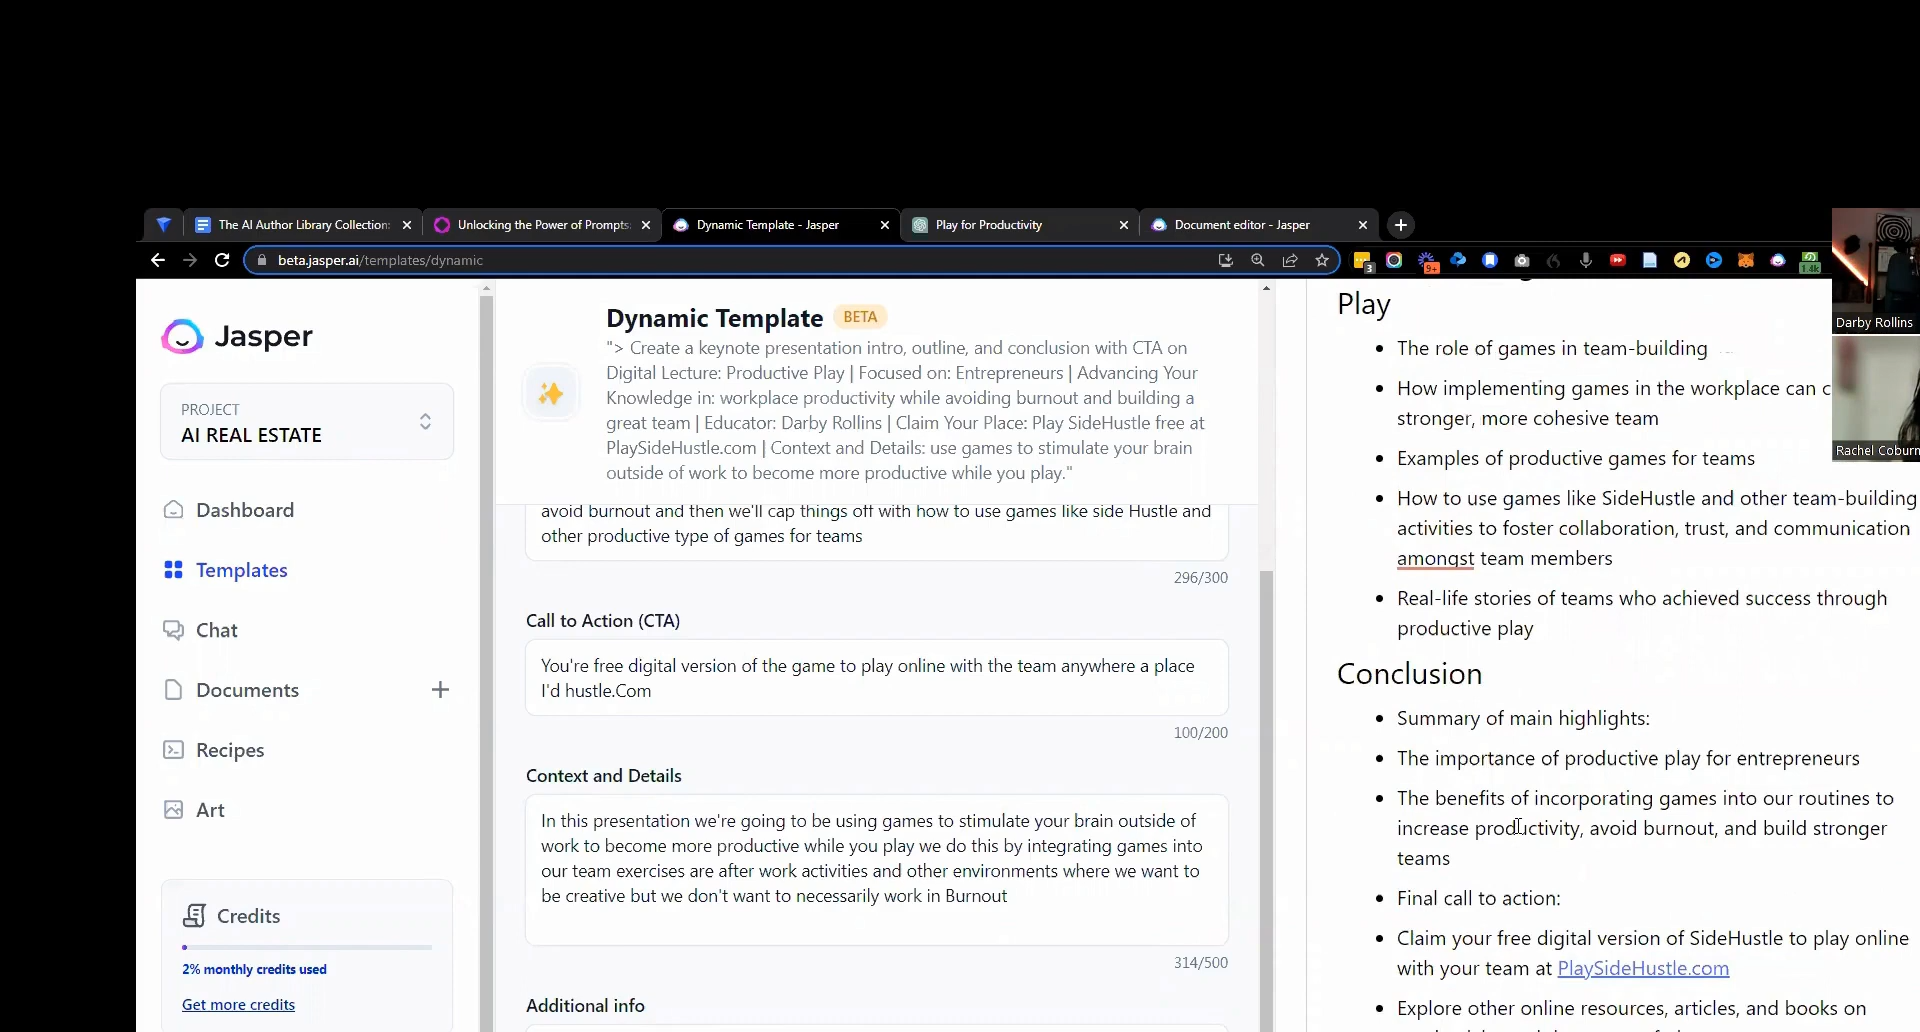 The AI Author Library Collection:
Unlocking the Power of Prompts:
Dynamic Template - Jasper
Play for Productivity
Document editor - Jasper
beta.jasper.ai/templates/dynamic
3
9+
1.4k
Jasper
PROJECT
AI REAL ESTATE
Dashboard
Templates
Chat
Documents
Recipes
Art
Credits
2% monthly credits used
Get more credits
Dynamic Template BETA
"> Create a keynote presentation intro, outline, and conclusion with CTA on
Digital Lecture: Productive Play | Focused on: Entrepreneurs | Advancing Your
Knowledge in: workplace productivity while avoiding burnout and building a
great team | Educator: Darby Rollins | Claim Your Place: Play SideHustle free at
PlaySideHustle.com | Context and Details: use games to stimulate your brain
outside of work to become more productive while you play."
avoid burnout and then we'll cap things off with how to use games like side Hustle and
other productive type of games for teams
296/300
Call to Action (CTA)
You're free digital version of the game to play online with the team anywhere a place
I'd hustle.Com
100/200
Context and Details
In this presentation we're going to be using games to stimulate your brain outside of
work to become more productive while you play we do this by integrating games into
our team exercises are after work activities and other environments where we want to
be creative but we don't want to necessarily work in Burnout
314/500
Additional info
Play
The role of games in team-building
How implementing games in the workplace can c
stronger, more cohesive team
Examples of productive games for teams
How to use games like SideHustle and other team-building
activities to foster collaboration, trust, and communication
amongst team members
Real-life stories of teams who achieved success through
productive play
Conclusion
Summary of main highlights:
The importance of productive play for entrepreneurs
The benefits of incorporating games into our routines to
increase productivity, avoid burnout, and build stronger
teams
Final call to action:
Claim your free digital version of SideHustle to play online
with your team at PlaySideHustle.com
Explore other online resources, articles, and books on
Darby Rollins
Rachel Coburn